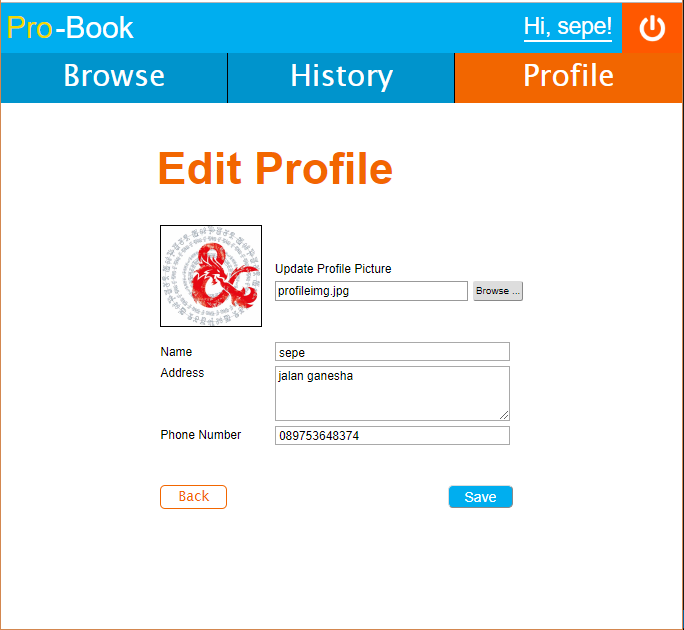 Pro-Book
Hi, sepe!
Browse
History
Profile
Edit Profile
Update Profile Picture
profileimg.jpg
Browse ...
Name
sepe
Address
jalan ganesha
Phone Number
089753648374
Back
Save